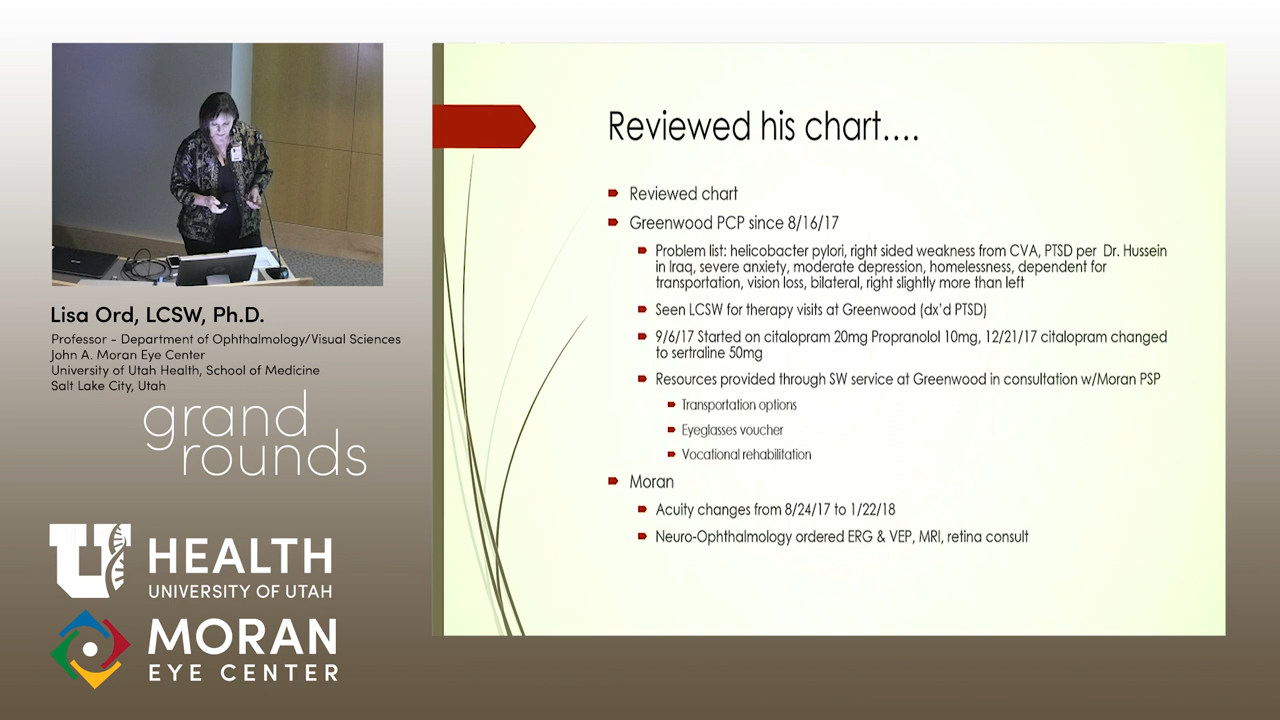 Reviewed his chart....
Reviewed chart
Greenwood PCP since 8/16/17
Problem list: helicobacter pylori, right sided weakness from CVA, PTSD per Dr. Hussein
in Iraq, severe anxiety, moderate depression, homelessness, dependent for
transportation, vision loss, bilateral, right slightly more than left
Seen LCSW for therapy visits at Greenwood (dx'd PTSD)
9/6/17 Started on citalopram 20mg Propranolol 10mg, 12/21/17 citalopram changed
to sertraline 50mg
Resources provided through SW service at Greenwood in consultation w/Moran PSP
Transportation options
Eyeglasses voucher
Vocational rehabilitation
Moran
Acuity changes from 8/24/17 to 1/22/18
Neuro-Ophthalmology ordered ERG & VEP, MRI, retina consult
Lisa Ord, LCSW, Ph.D.
Professor - Department of Ophthalmology/Visual Sciences
John A. Moran Eye Center
University of Utah Health, School of Medicine
Salt Lake City, Utah
grand
rounds
U HEALTH
UNIVERSITY OF UTAH
MORAN
EYE CENTER